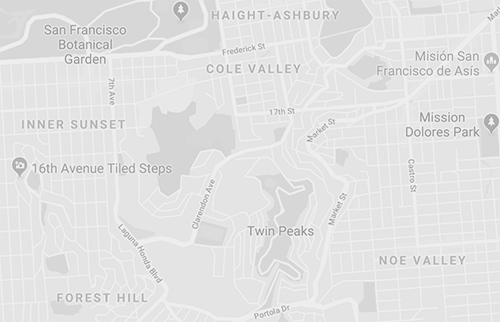 HAIGHT-ASHBURY
San Francisco
Botanical
Garden
Frederick St
COLE VALLEY
Misión San
Francisco de Asís
7th Ave
17th St
INNER SUNSET
Market St
Mission
Dolores Park
16th Avenue Tiled Steps
Castro St
Clarendon Ave
Market St
Laguna Honda Blvd
Twin Peaks
NOE VALLEY
FOREST HILL
Portola Dr